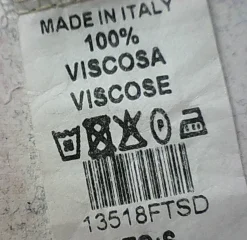 MADE IN ITALY
100%
VISCOSA
VISCOSE
P
13518FTSD